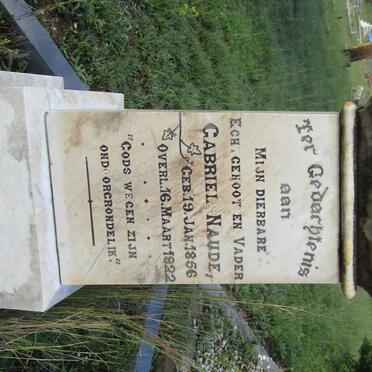 Ter Gedachtenis
aan
MIJN DIERBARE
ECHTGENOOT EN VADER
GABRIEL NAUDE,
GEB. 19. JAN. 1856
OVERL. 16. MAART 1922
"GODS WEGEN ZIJN
ONDOORGRONDELIK"